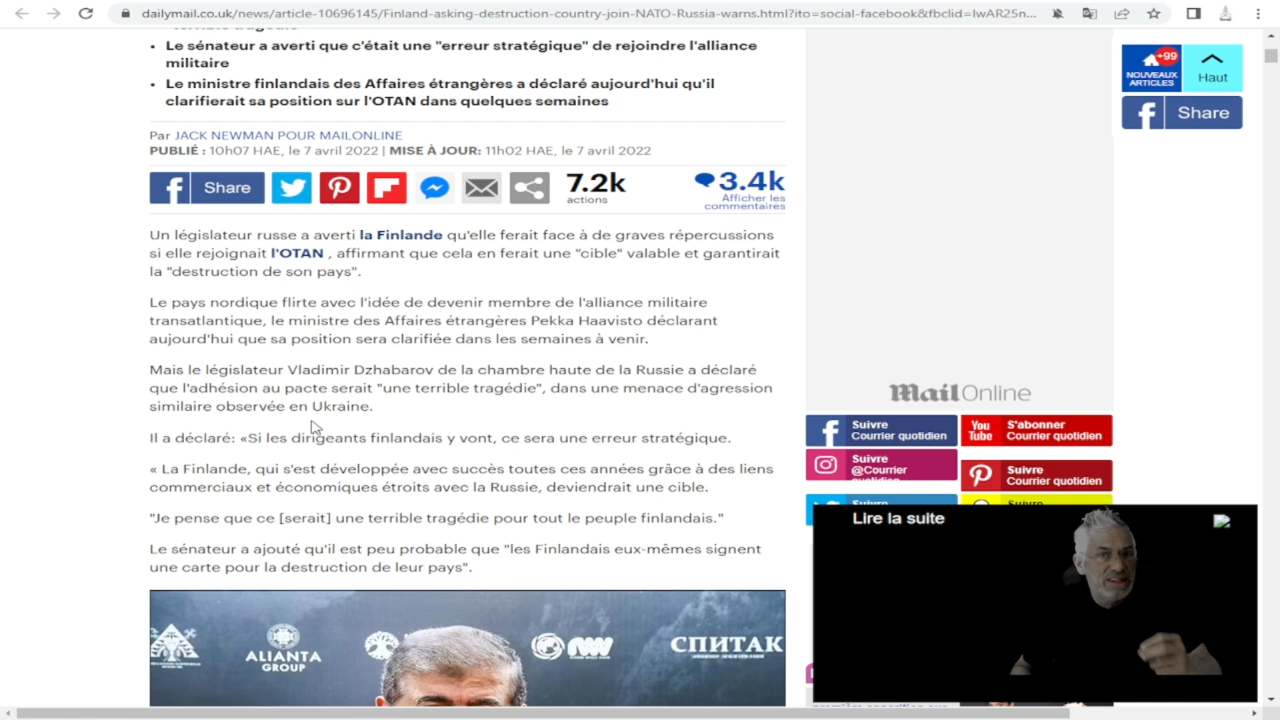 dailymail.co.uk/news/article-10696145/Finland-asking-destruction-country-join-NATO-Russia-warns.html?ito=social-facebook&fbclid=IwAR25n...
Le sénateur a averti que c'était une "erreur stratégique" de rejoindre l'alliance
militaire
Le ministre finlandais des Affaires étrangères a déclaré aujourd'hui qu'il
clarifierait sa position sur l'OTAN dans quelques semaines
Par JACK NEWMAN POUR MAILONLINE
PUBLIÉ : 10h07 HAE, le 7 avril 2022 | MISE À JOUR: 11h02 HAE, le 7 avril 2022
Share
7.2k
actions
3.4k
Afficher les
commentaires
Un législateur russe a averti la Finlande qu'elle ferait face à de graves répercussions
si elle rejoignait l'OTAN , affirmant que cela en ferait une "cible" valable et garantirait
la "destruction de son pays".
Le pays nordique flirte avec l'idée de devenir membre de l'alliance militaire
transatlantique, le ministre des Affaires étrangères Pekka Haavisto déclarant
aujourd'hui que sa position sera clarifiée dans les semaines à venir.
Mais le législateur Vladimir Dzhabarov de la chambre haute de la Russie a déclaré
que l'adhésion au pacte serait "une terrible tragédie", dans une menace d'agression
similaire observée en Ukraine.
Il a déclaré: «Si les dirigeants finlandais y vont, ce sera une erreur stratégique.
« La Finlande, qui s'est développée avec succès toutes ces années grâce à des liens
commerciaux et économiques étroits avec la Russie, deviendrait une cible.
"Je pense que ce [serait] une terrible tragédie pour tout le peuple finlandais."
Le sénateur a ajouté qu'il est peu probable que "les Finlandais eux-mêmes signent
une carte pour la destruction de leur pays".
ALIANTA
GROUP
СПИТАК
+99
NOUVEAUX
ARTICLES
Haut
Share
Mail Online
Suivre
Courrier quotidien
You
Tube
S'abonner
Courrier quotidien
Suivre
@Courrier
quotidien
Suivre
Courrier quotidien
Suivre
Lire la suite